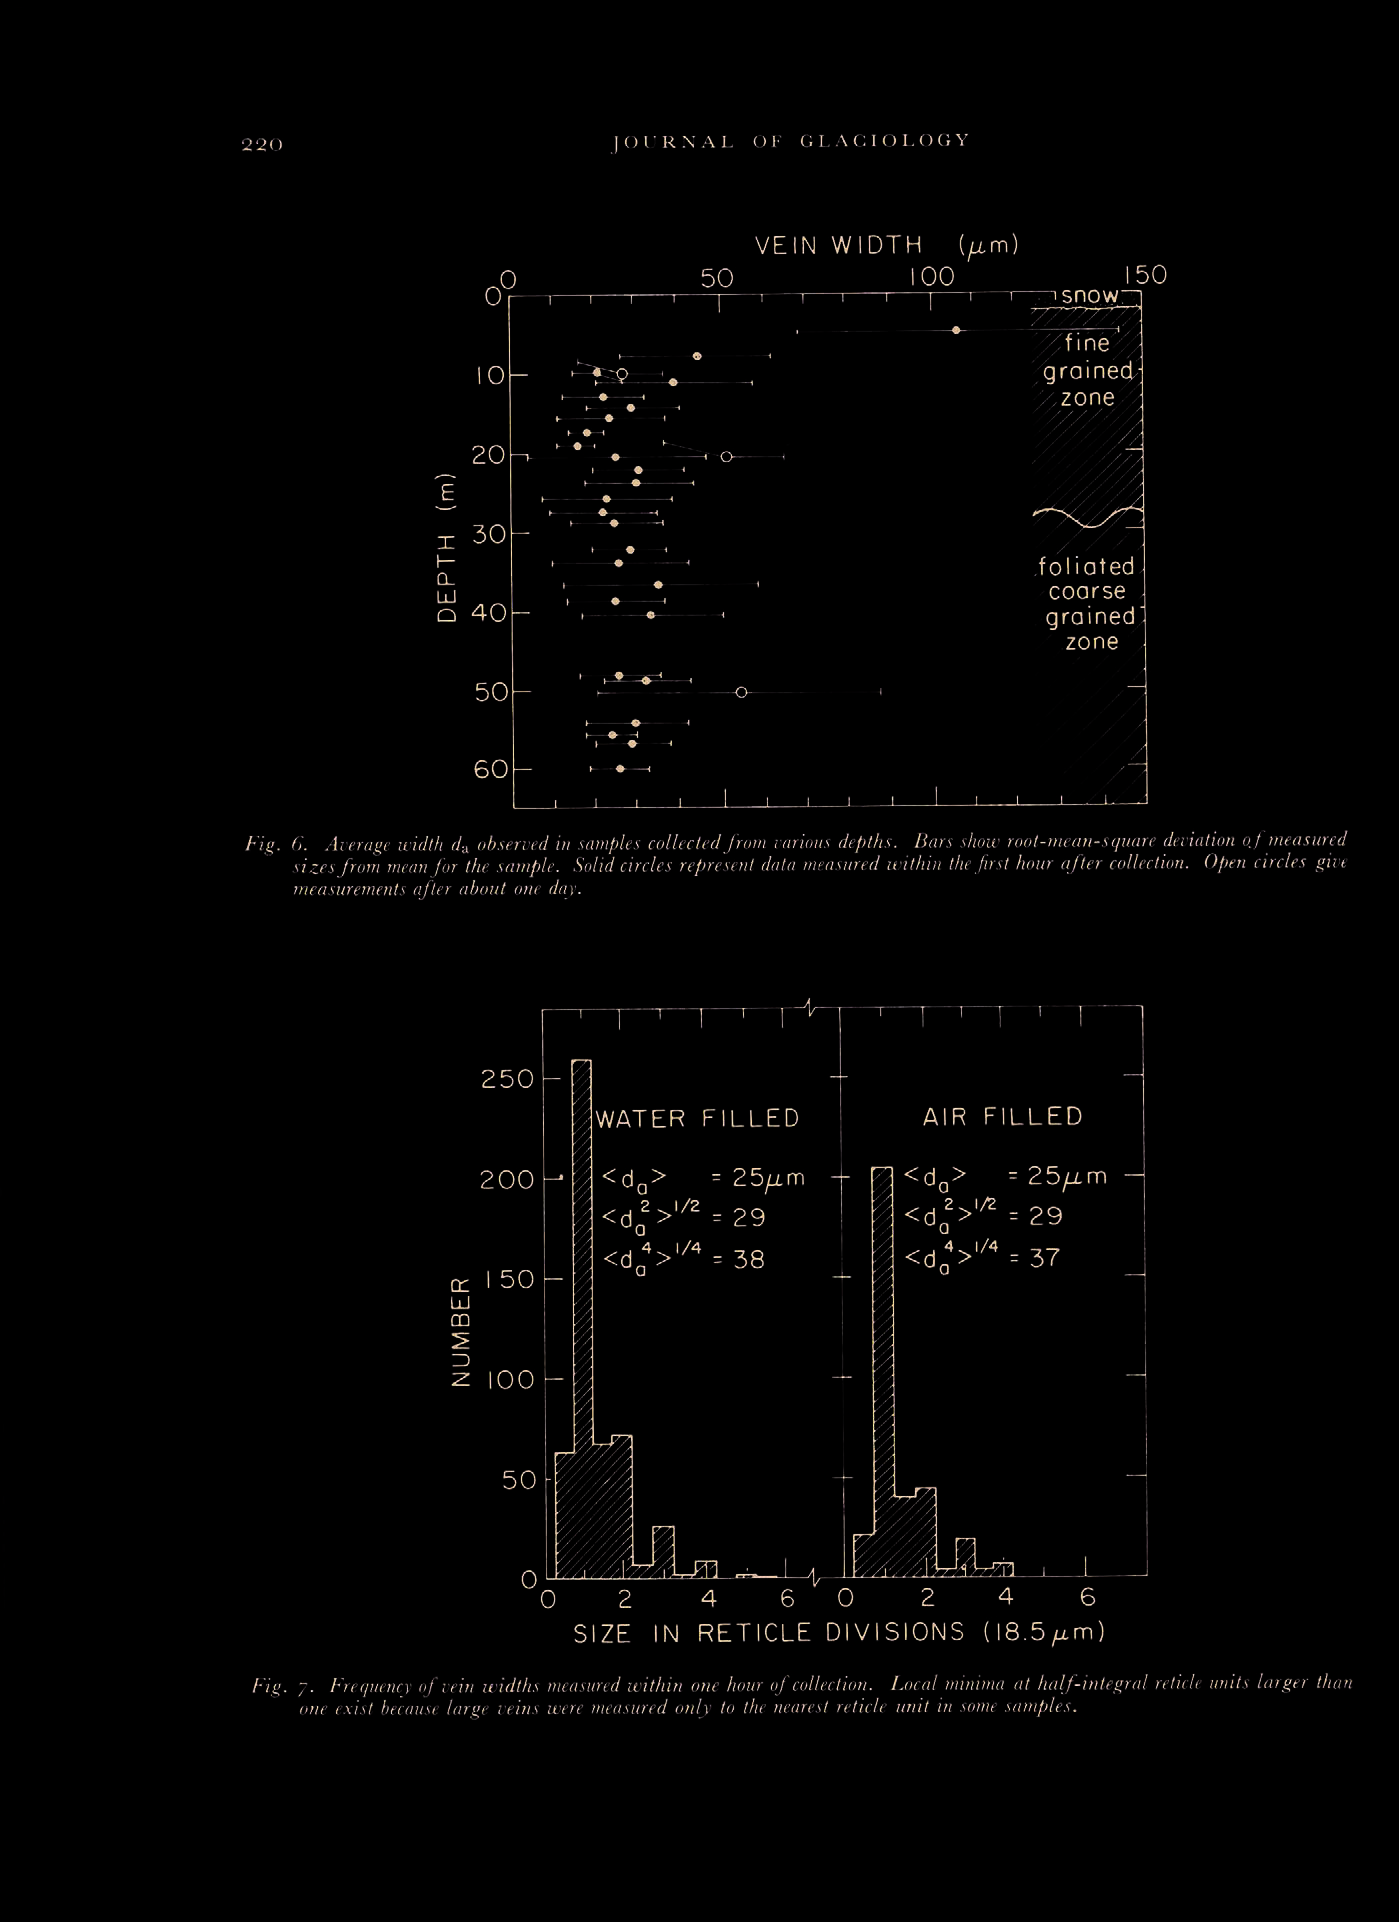 220
JOURNAL OF GLACIOLOGY
VEIN WIDTH (μm)
0 50 100 150
0
10
20
30
40
50
60
DEPTH (m)
snow
fine
grained
zone
foliated
coarse
grained
zone
Fig. 6. Average width da observed in samples collected from various depths. Bars show root-mean-square deviation of measured
sizes from mean for the sample. Solid circles represent data measured within the first hour after collection. Open circles give
measurements after about one day.
250
200
150
100
50
0
NUMBER
WATER FILLED
<da> = 25μm
<da²>^1/2 = 29
<da⁴>^1/4 = 38
AIR FILLED
<da> = 25μm
<da²>^1/2 = 29
<da⁴>^1/4 = 37
0 2 4 6 0 2 4 6
SIZE IN RETICLE DIVISIONS (18.5μm)
Fig. 7. Frequency of vein widths measured within one hour of collection. Local minima at half-integral reticle units larger than
one exist because large veins were measured only to the nearest reticle unit in some samples.